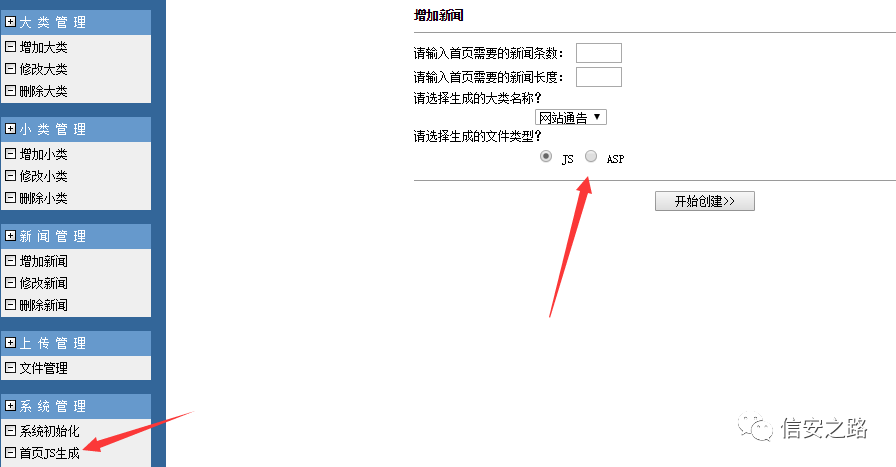 大类管理
增加大类
修改大类
删除大类
小类管理
增加小类
修改小类
删除小类
新闻管理
增加新闻
修改新闻
删除新闻
上传管理
文件管理
系统管理
系统初始化
首页JS生成
增加新闻
请输入首页需要的新闻条数：
请输入首页需要的新闻长度：
请选择生成的大类名称？
网站通告
请选择生成的文件类型？
JS ASP
开始创建>>
信安之路